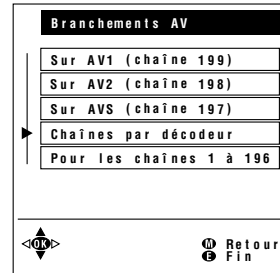 Branchements AV
Sur AV1 (chaîne 199)
Sur AV2 (chaîne 198)
Sur AVS (chaîne 197)
Chaînes par décodeur
Pour les chaînes 1 à 196
OK
M Retour
E Fin